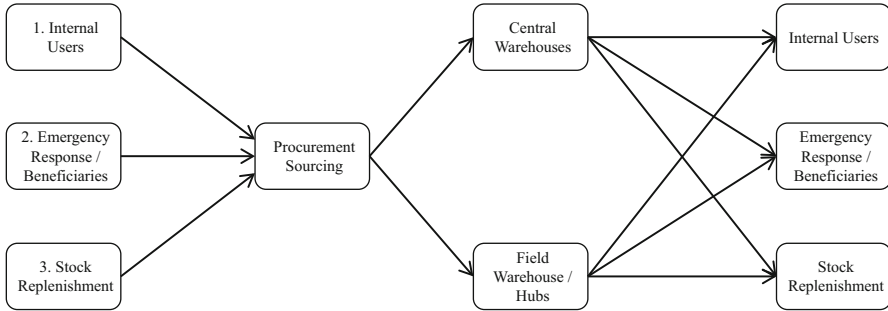 1. Internal
Users
2. Emergency
Response /
Beneficiaries
3. Stock
Replenishment
Procurement
Sourcing
Central
Warehouses
Field
Warehouse /
Hubs
Internal Users
Emergency
Response /
Beneficiaries
Stock
Replenishment